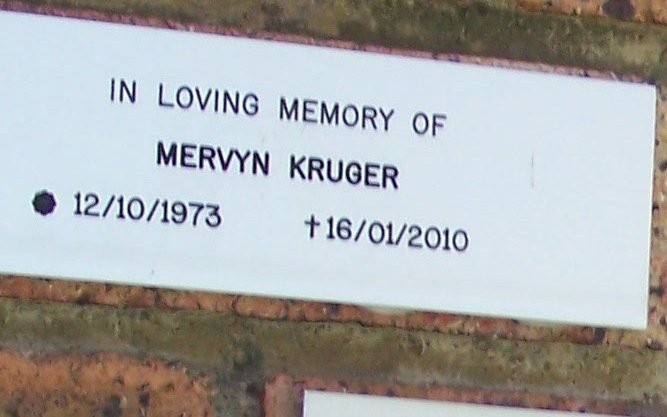 IN LOVING MEMORY OF
MERVYN KRUGER
● 12/10/1973 ✝16/01/2010